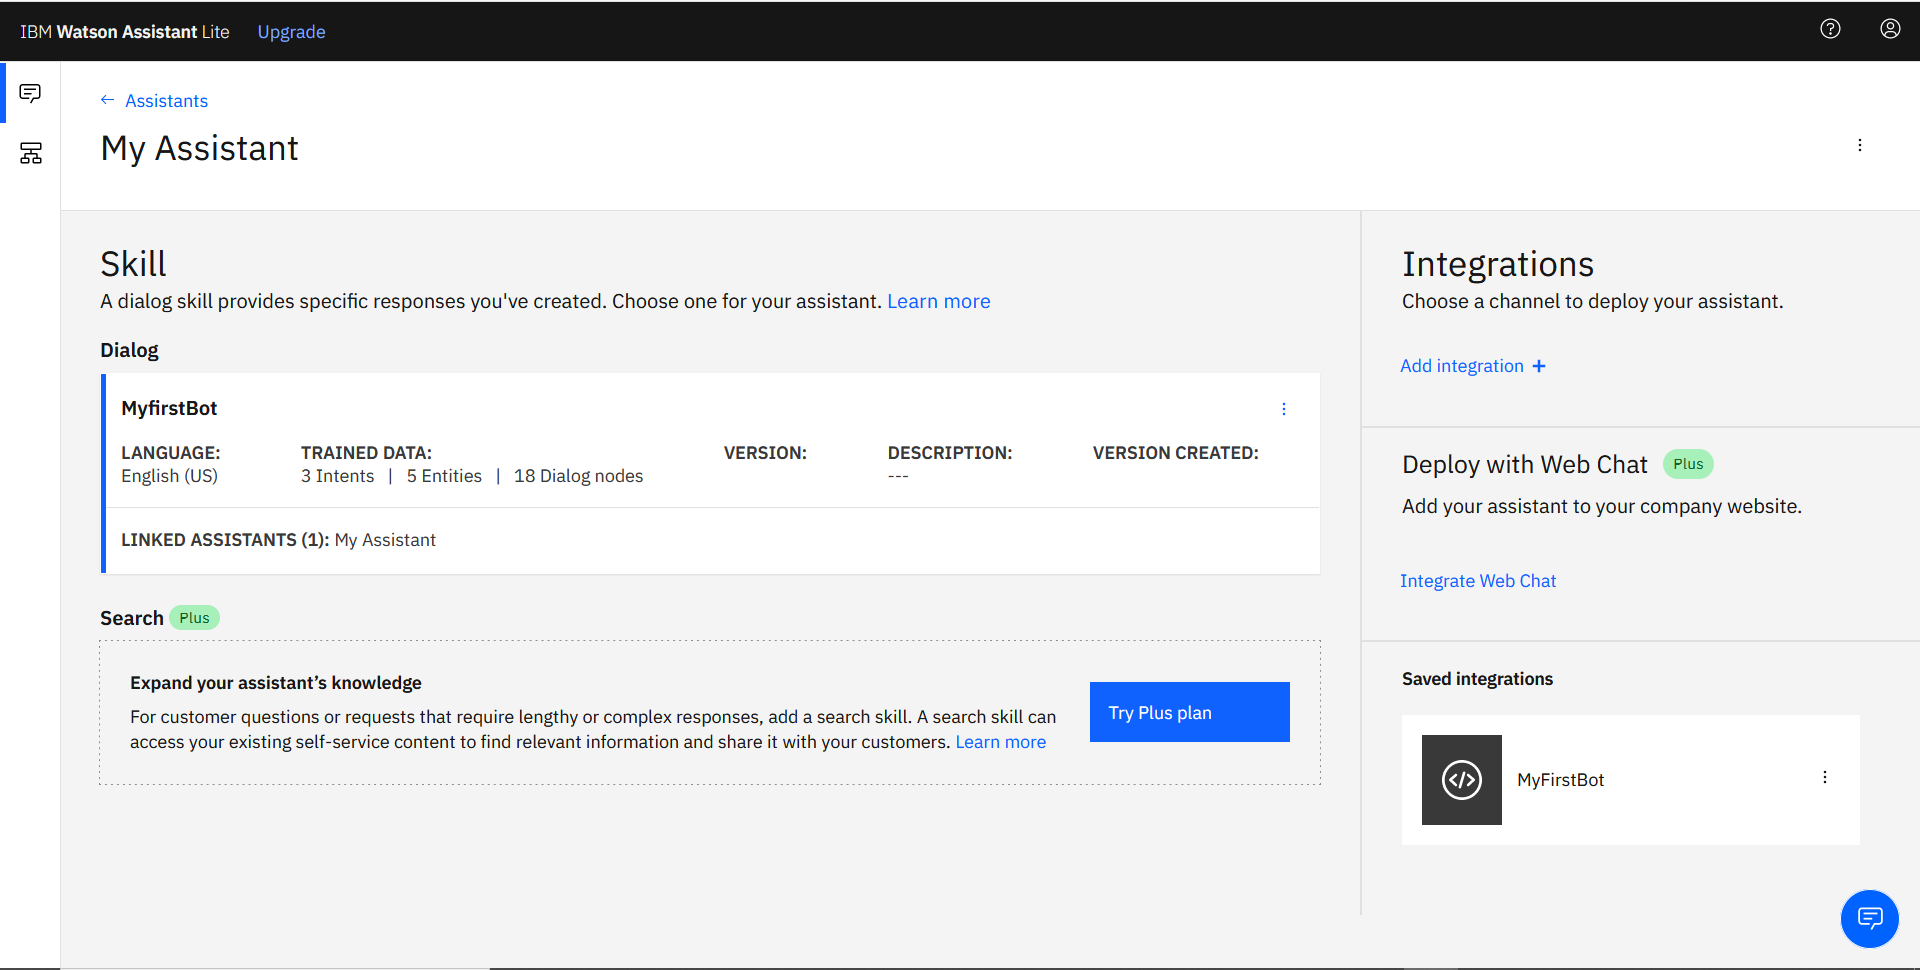 IBM Watson Assistant Lite Upgrade
← Assistants
My Assistant
Skill
A dialog skill provides specific responses you've created. Choose one for your assistant. Learn more
Dialog
MyfirstBot
LANGUAGE: TRAINED DATA: VERSION: DESCRIPTION: VERSION CREATED:
English (US) 3 Intents | 5 Entities | 18 Dialog nodes ---
LINKED ASSISTANTS (1): My Assistant
Search Plus
Expand your assistant’s knowledge
For customer questions or requests that require lengthy or complex responses, add a search skill. A search skill can
access your existing self-service content to find relevant information and share it with your customers. Learn more
Try Plus plan
Integrations
Choose a channel to deploy your assistant.
Add integration +
Deploy with Web Chat Plus
Add your assistant to your company website.
Integrate Web Chat
Saved integrations
MyFirstBot